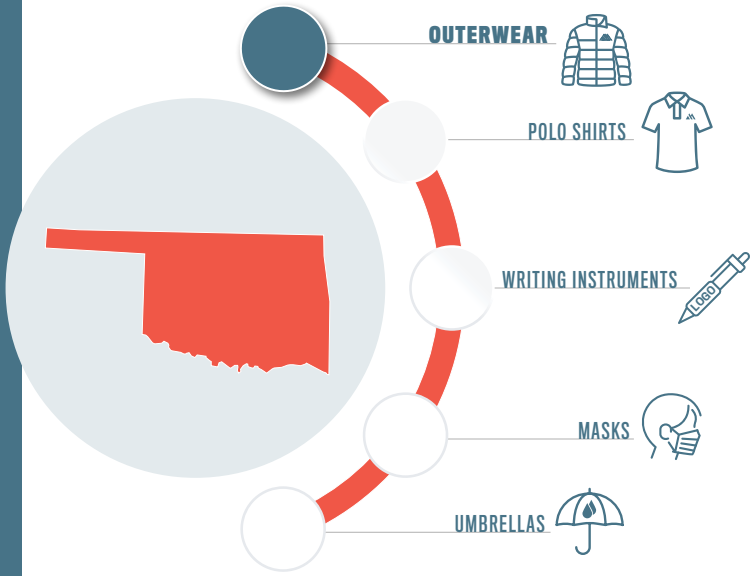 OUTERWEAR
POLO SHIRTS
WRITING INSTRUMENTS
LOGO
MASKS
UMBRELLAS